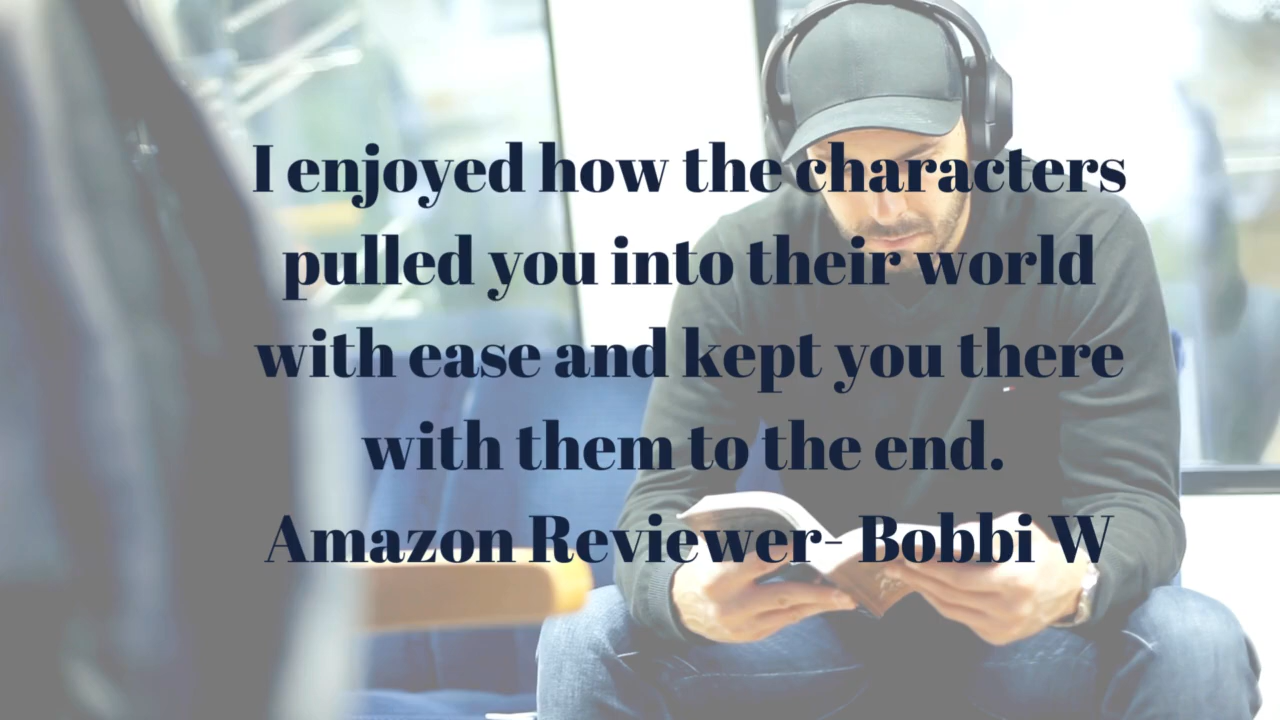 I enjoyed how the characters
pulled you into their world
with ease and kept you there
with them to the end.
Amazon Reviewer- Bobbi W